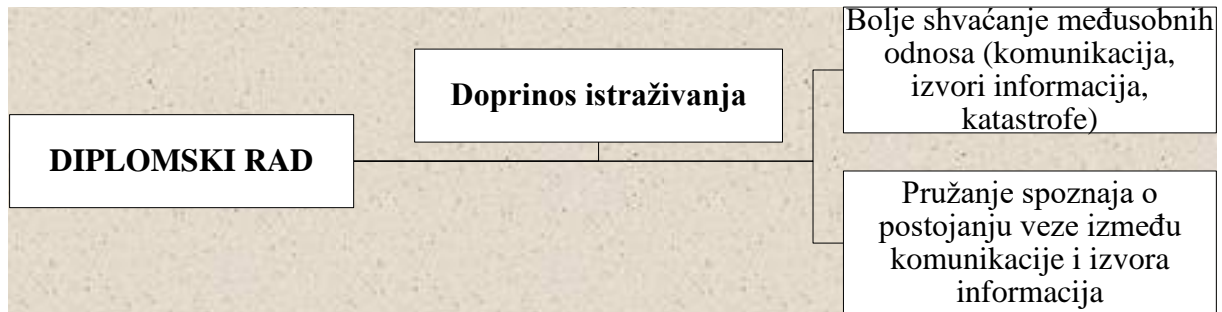 DIPLOMSKI RAD
Doprinos istraživanja
Bolje shvaćanje međusobnih
odnosa (komunikacija,
izvori informacija,
katastrofe)
Pružanje spoznaja o
postojanju veze između
komunikacije i izvora
informacija